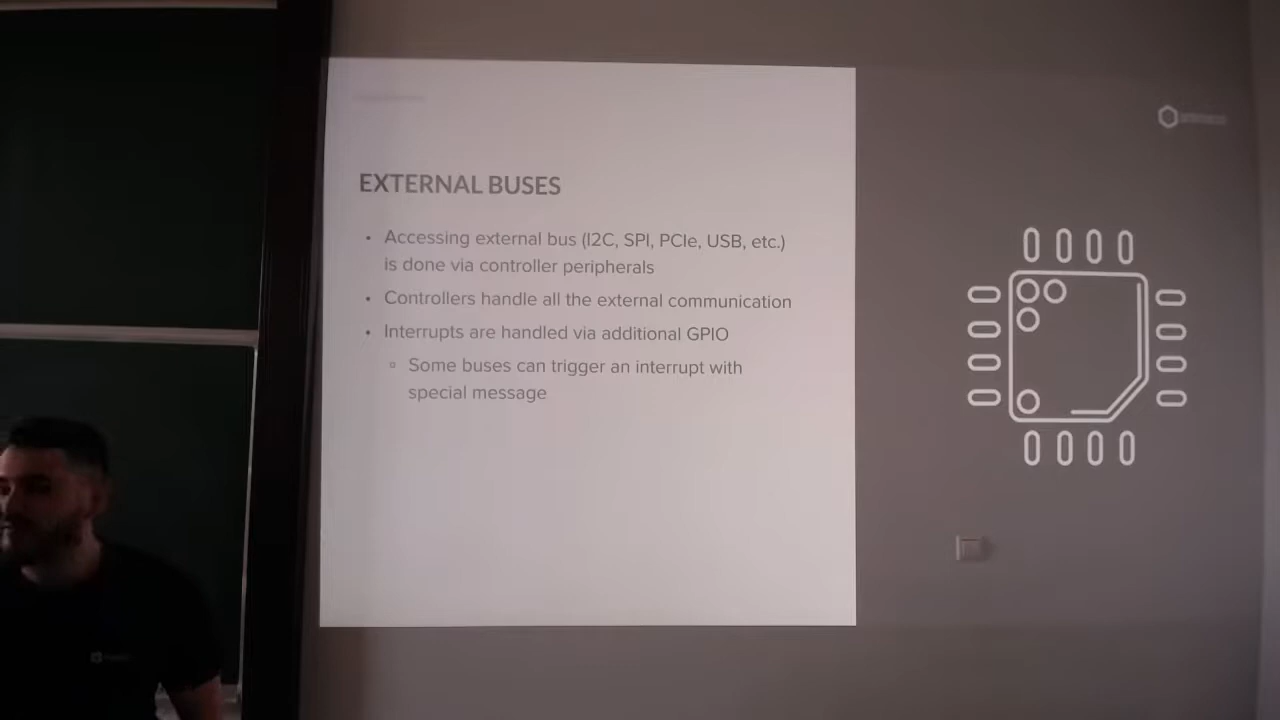 EXTERNAL BUSES
• Accessing external bus (I2C, SPI, PCIe, USB, etc.)
is done via controller peripherals
• Controllers handle all the external communication
• Interrupts are handled via additional GPIO
▫ Some buses can trigger an interrupt with
special message